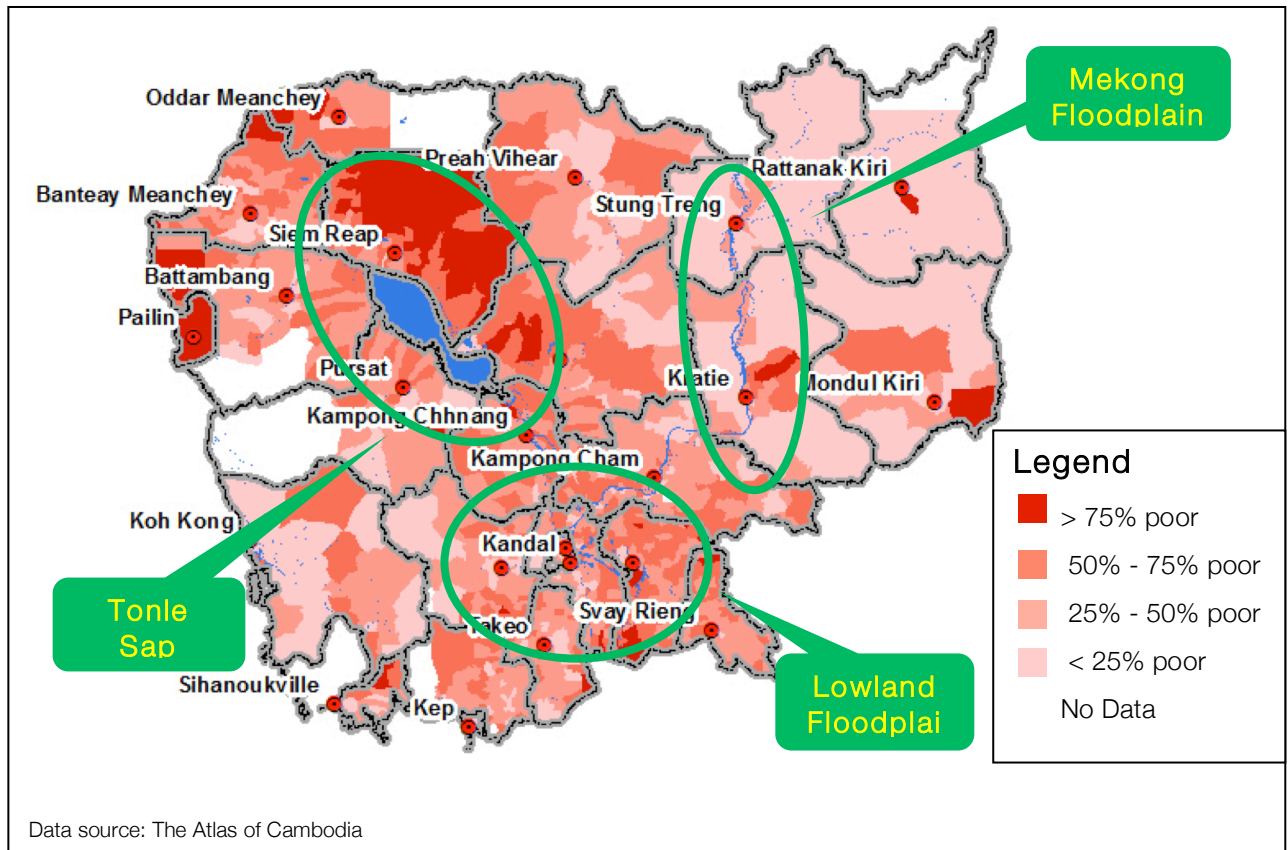 Oddar Meanchey
Mekong
Floodplain
Preah Vihear
Rattanak Kiri
Banteay Meanchey
Stung Treng
Siem Reap
Battambang
Pailin
Pursat
Kratie
Mondul Kiri
Kampong Chhnang
Kampong Cham
Koh Kong
Kandal
Tonle
Sap
Svay Rieng
Takeo
Sihanoukville
Kep
Lowland
Floodplai
Legend
> 75% poor
50% - 75% poor
25% - 50% poor
< 25% poor
No Data
Data source: The Atlas of Cambodia